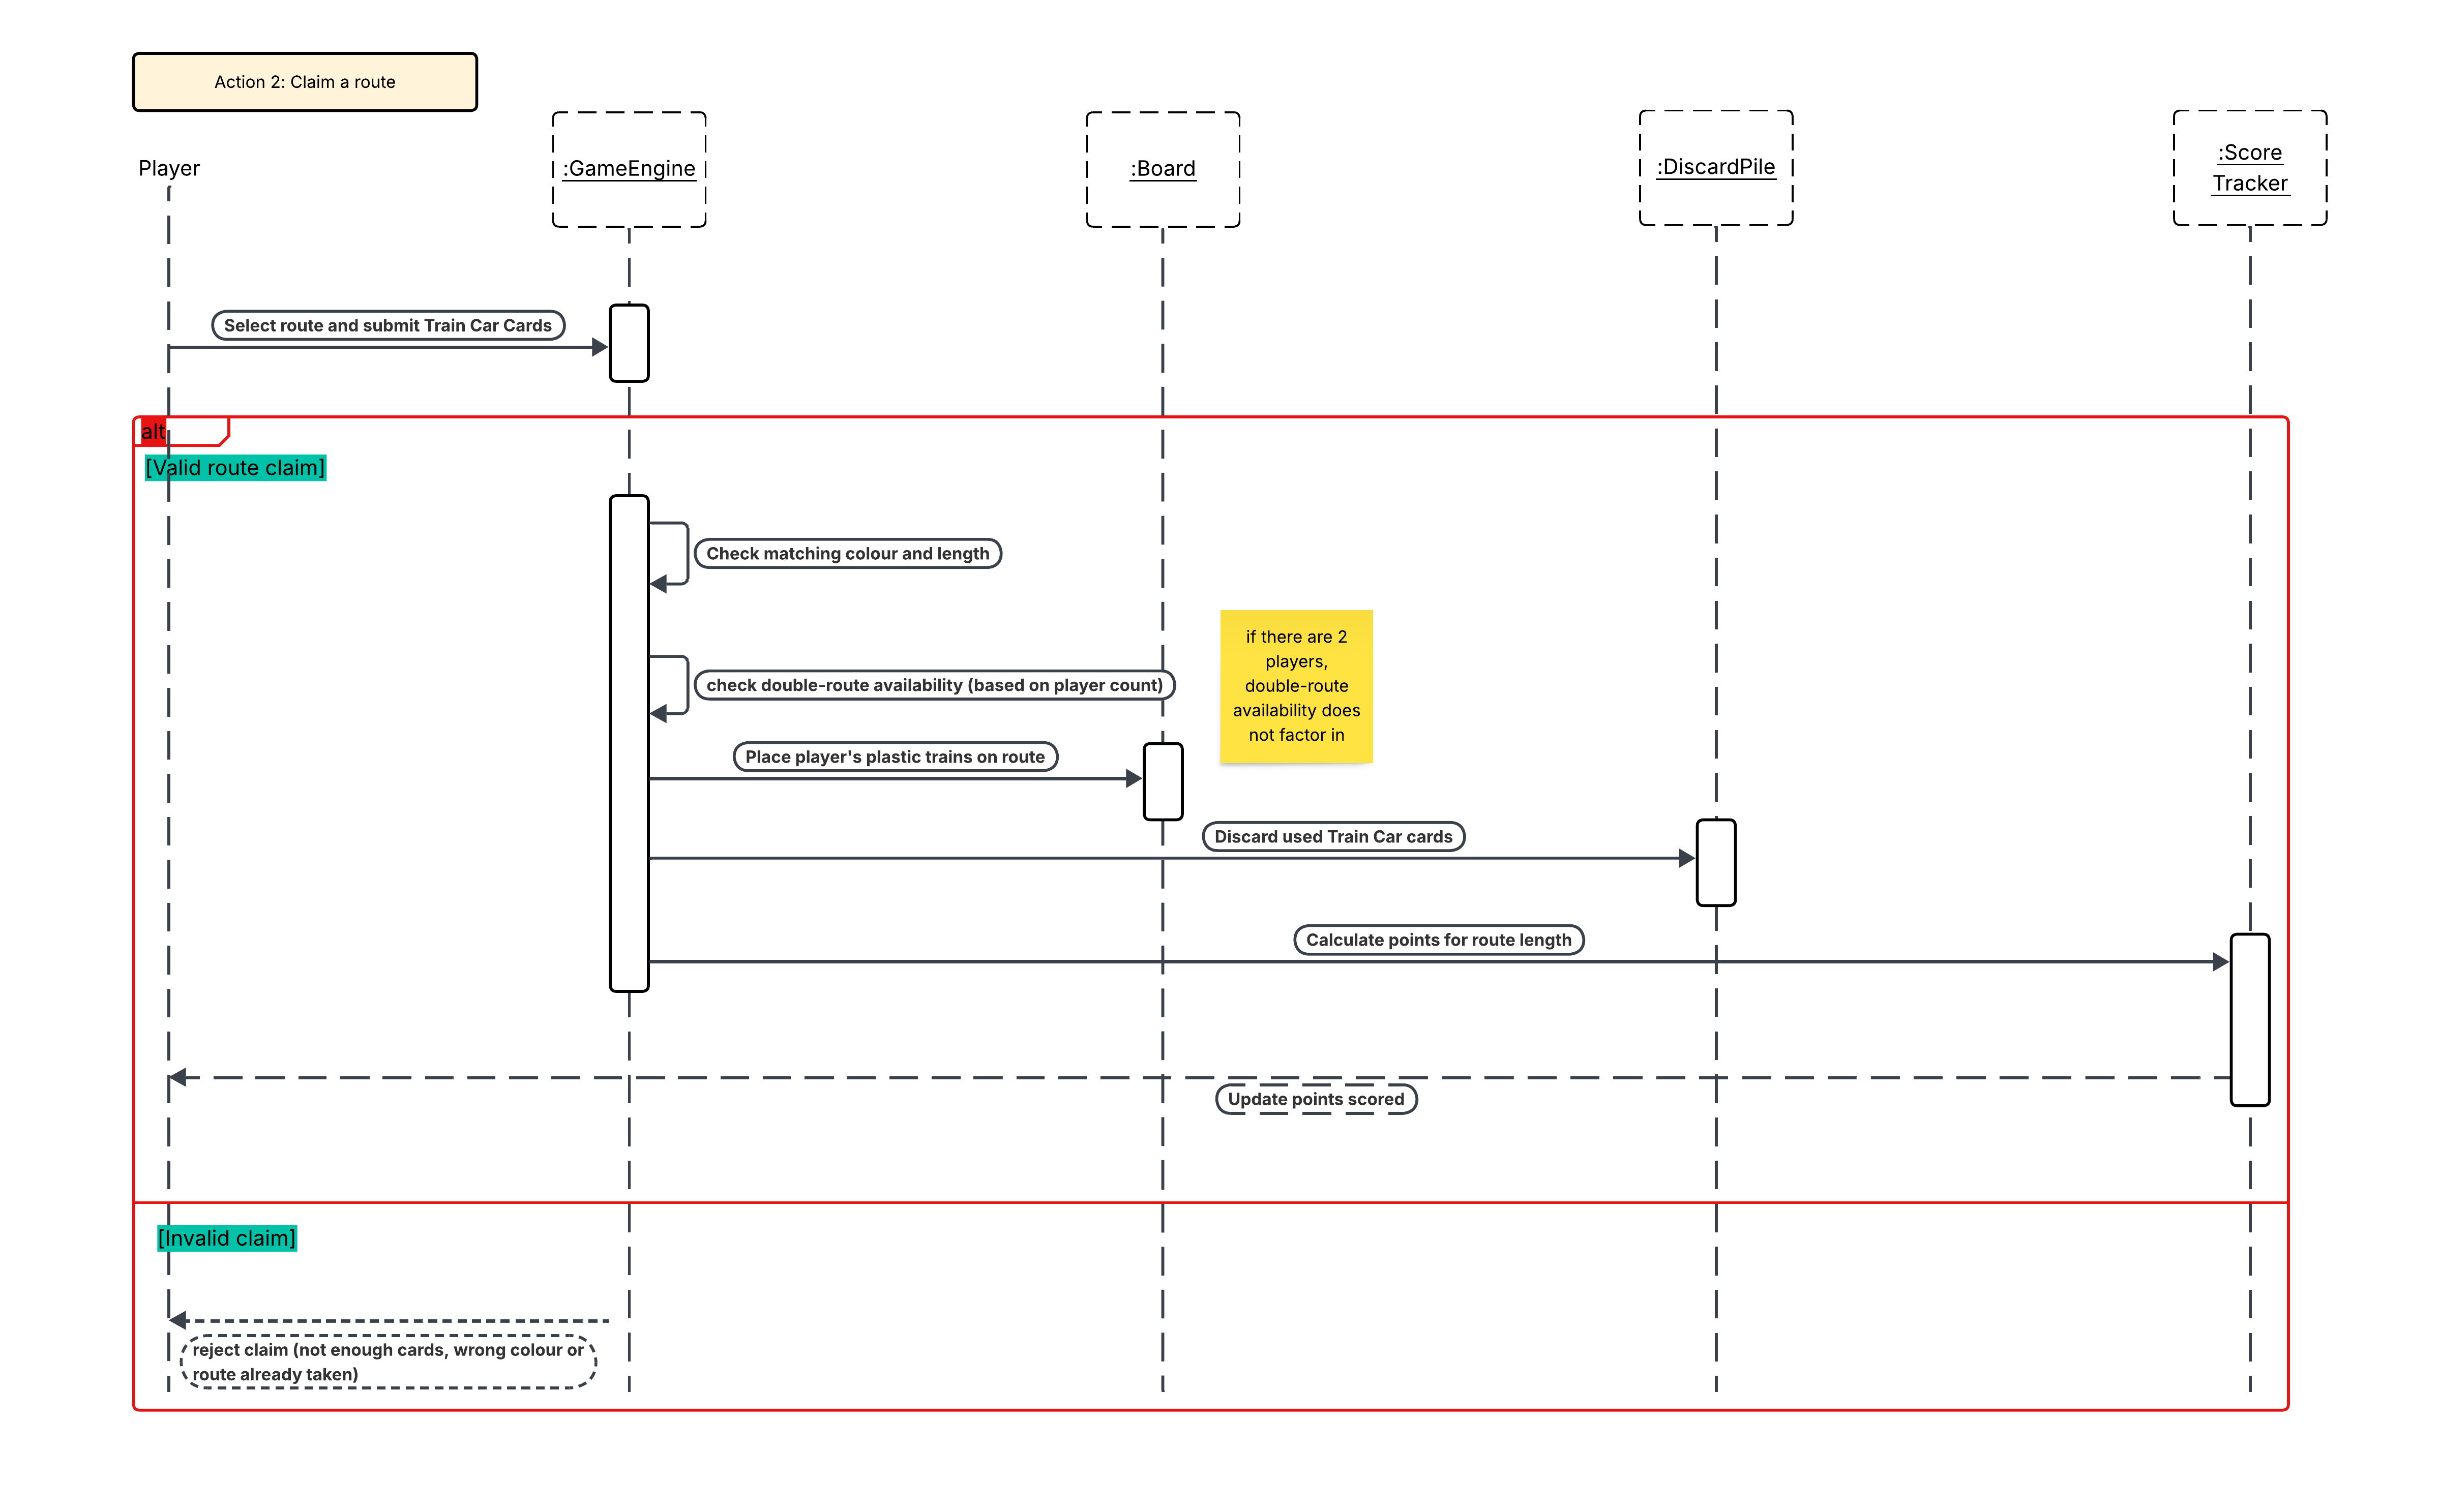 Action 2: Claim a route
Player
:GameEngine
:Board
:DiscardPile
:Score
Tracker
Select route and submit Train Car Cards
alt
[Valid route claim]
Check matching colour and length
if there are 2
players,
double-route
availability does
not factor in
check double-route availability (based on player count)
Place player's plastic trains on route
Discard used Train Car cards
Calculate points for route length
Update points scored
[Invalid claim]
reject claim (not enough cards, wrong colour or
route already taken)